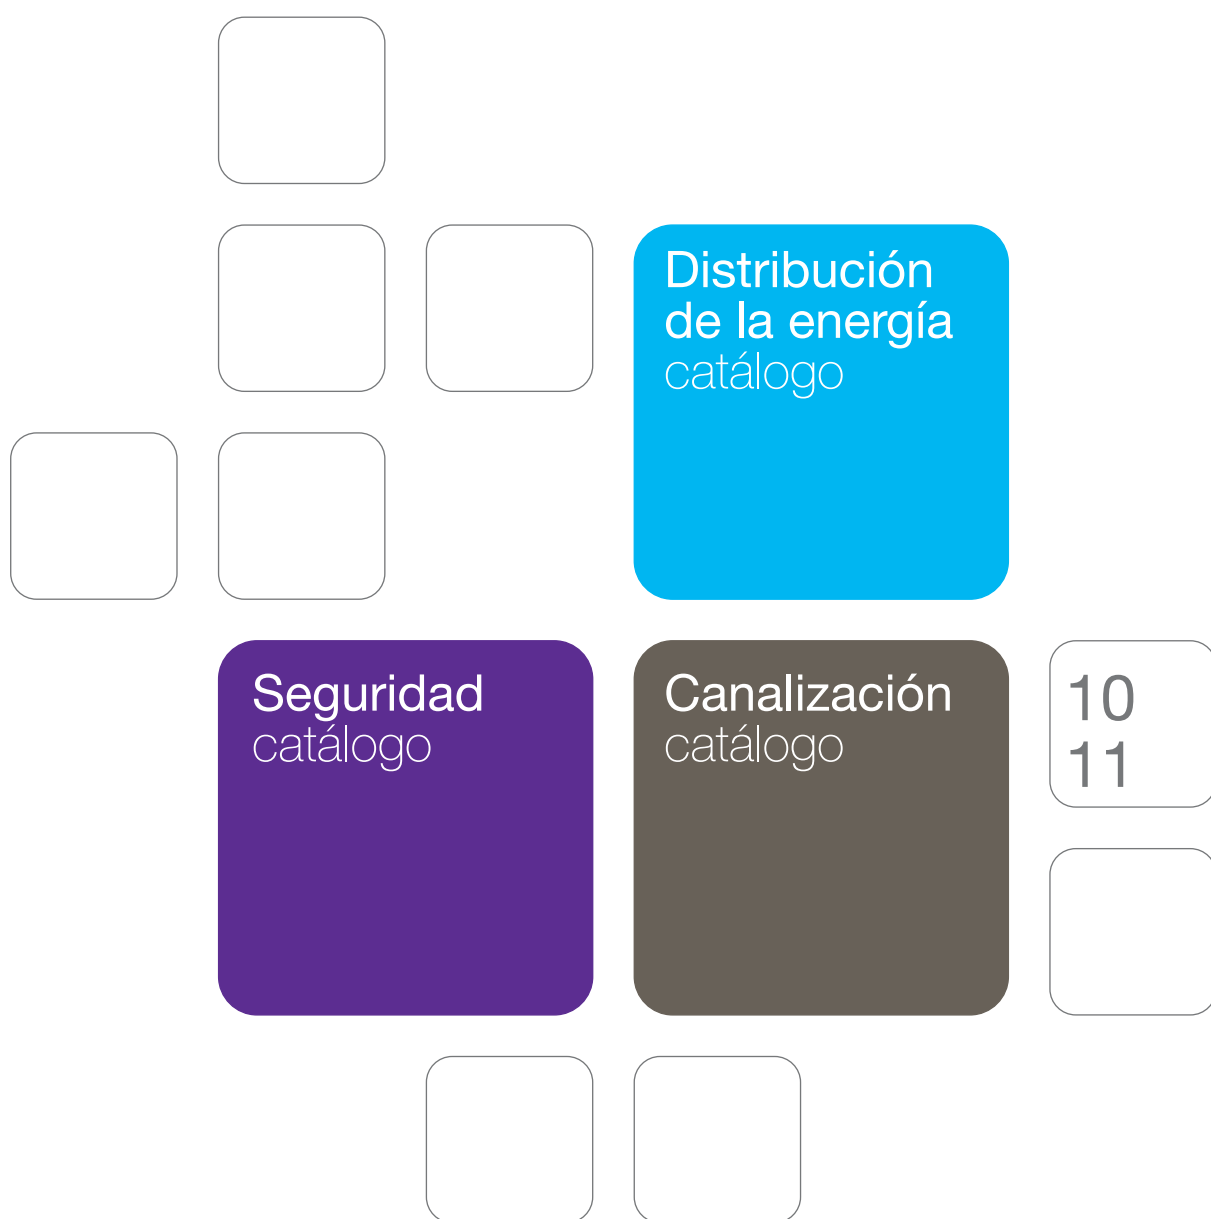 Distribución
de la energía
catálogo
Seguridad
catálogo
Canalización
catálogo
10
11